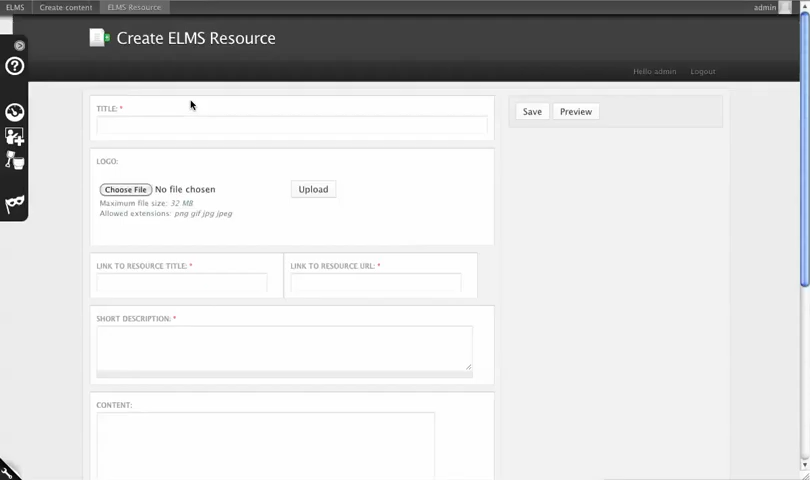 ELMS Create content ELMS Resource admin
Create ELMS Resource
Hello admin Logout
TITLE: *
Save Preview
LOGO:
Choose File No file chosen Upload
Maximum file size: 32 MB
Allowed extensions: png gif jpg jpeg
LINK TO RESOURCE TITLE: * LINK TO RESOURCE URL: *
SHORT DESCRIPTION: *
CONTENT: